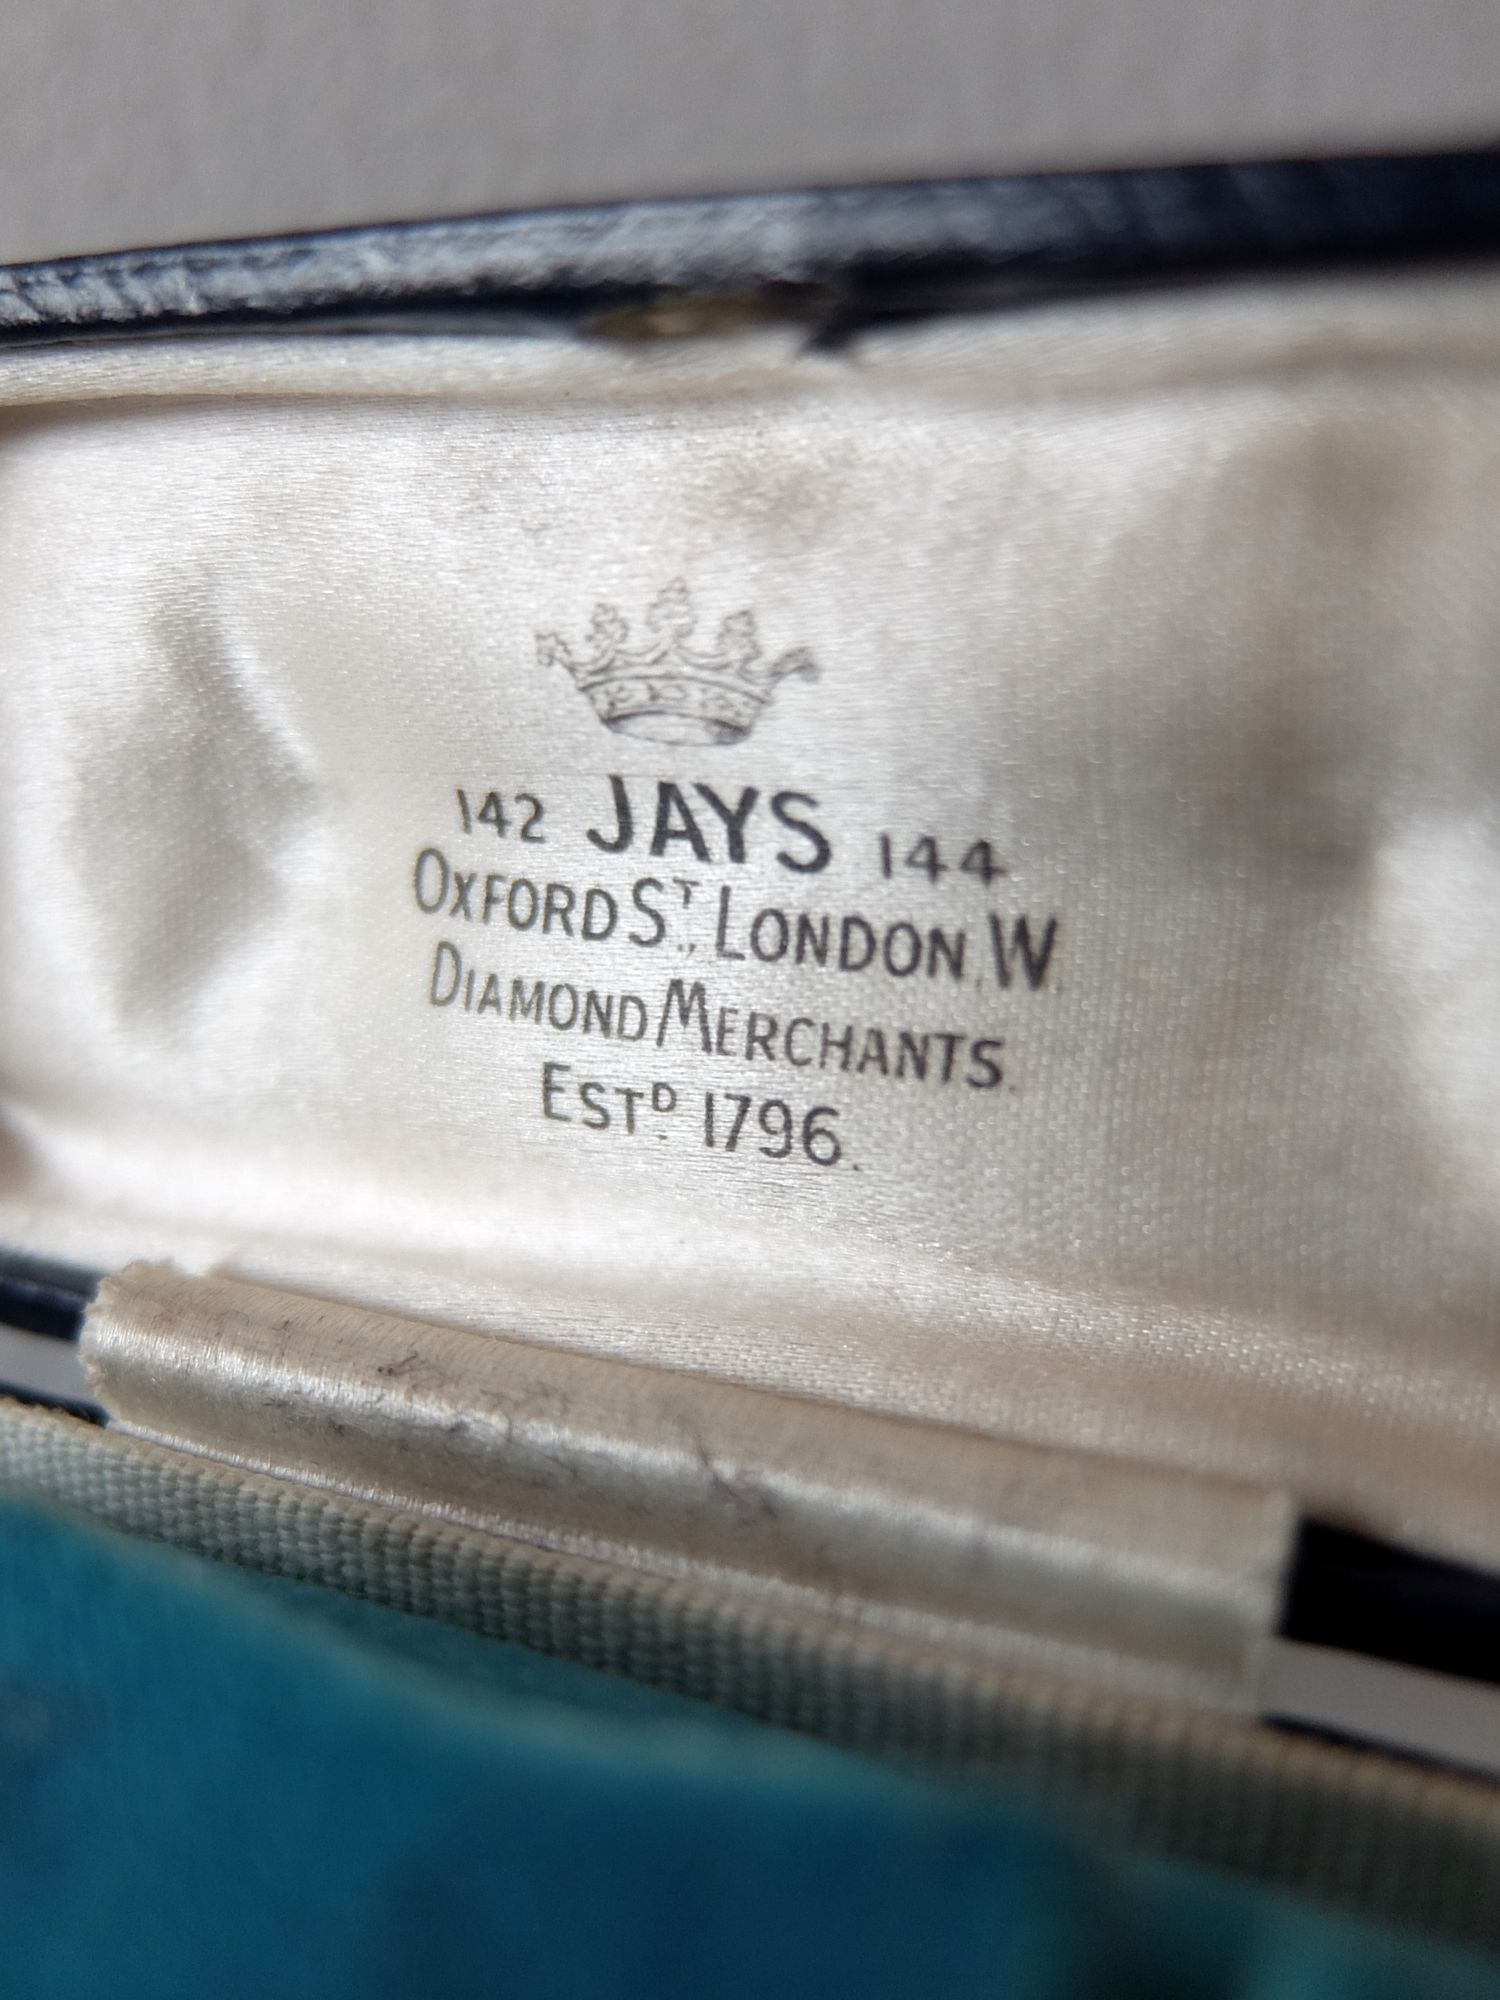 142 JAYS 144
OXFORD ST., LONDON, W.
DIAMOND MERCHANTS.
ESTD. 1796.